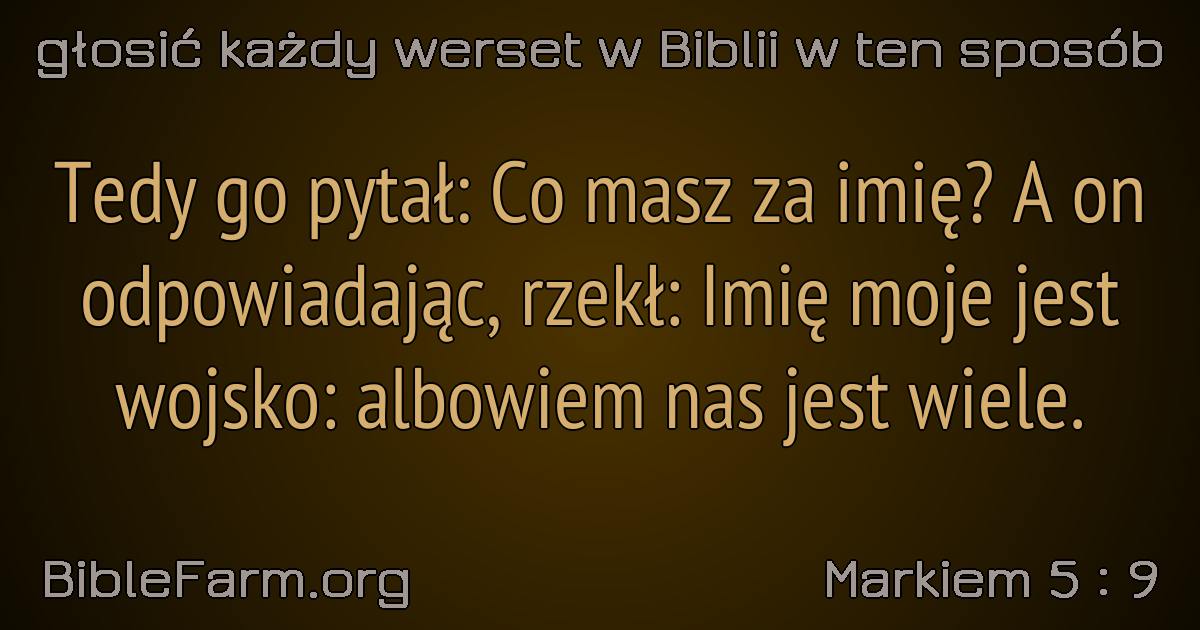 głosić każdy werset w Biblii w ten sposób
Tedy go pytał: Co masz za imię? A on
odpowiadając, rzekł: Imię moje jest
wojsko: albowiem nas jest wiele.
BibleFarm.org
Markiem 5 : 9